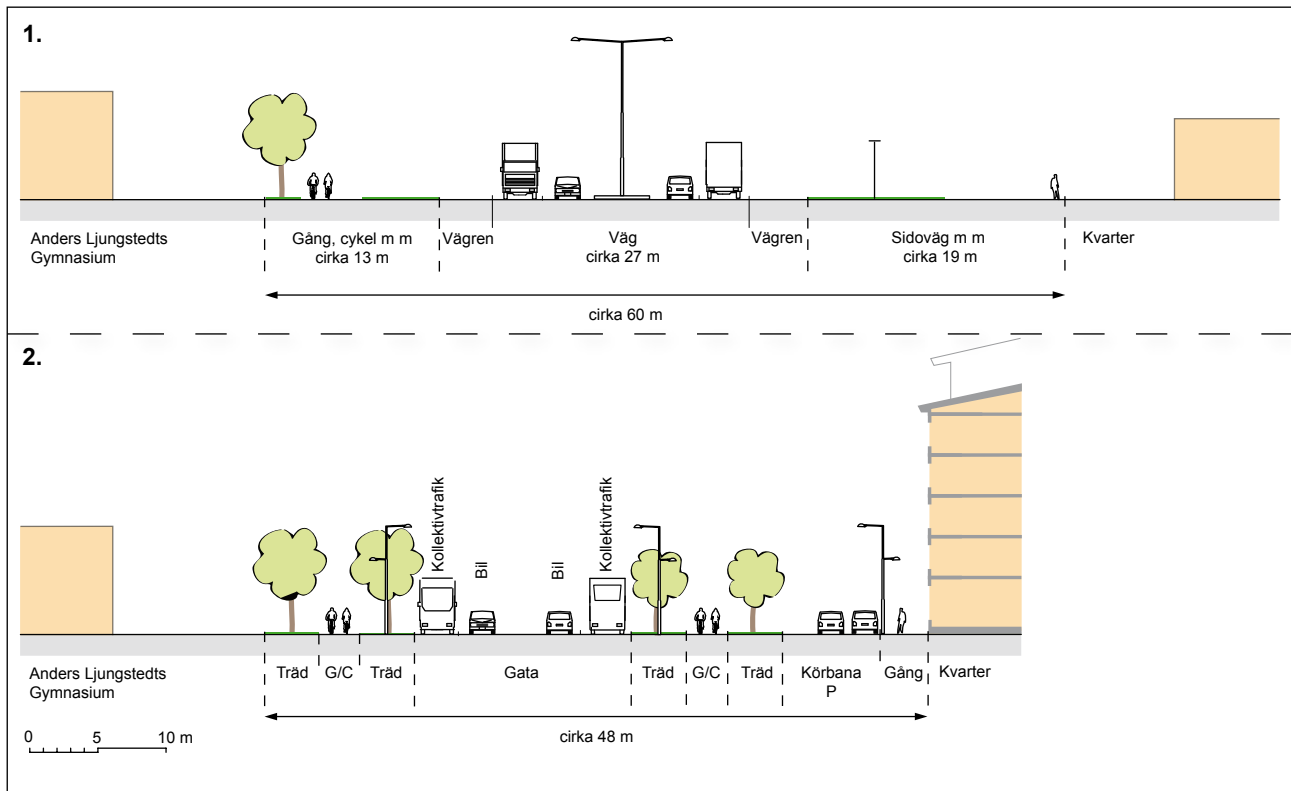 1.
Anders Ljungstedts
Gymnasium
Gång, cykel m m
cirka 13 m
Vägren
Väg
cirka 27 m
Vägren
Sidoväg m m
cirka 19 m
Kvarter
cirka 60 m
2.
Kollektivtrafik
Bil
Bil
Kollektivtrafik
Anders Ljungstedts
Gymnasium
Träd
G/C
Träd
Gata
Träd
G/C
Träd
Körbana
P
Gång
Kvarter
cirka 48 m
0 5 10 m